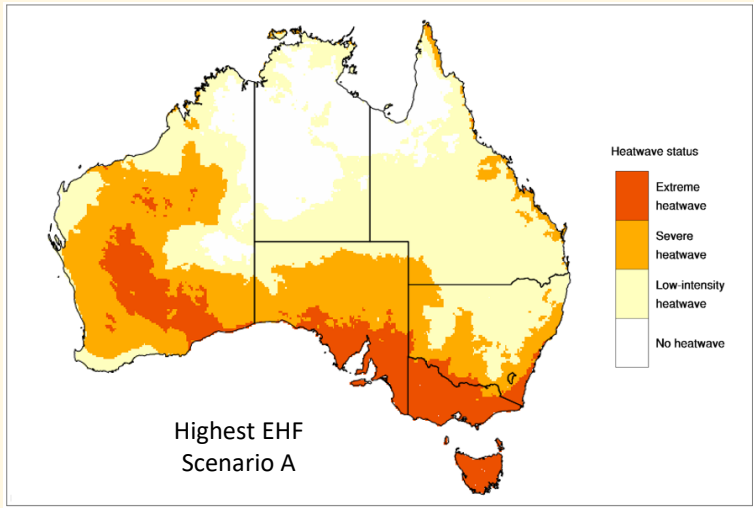 Heatwave status
Extreme
heatwave
Severe
heatwave
Low-intensity
heatwave
No heatwave
Highest EHF
Scenario A